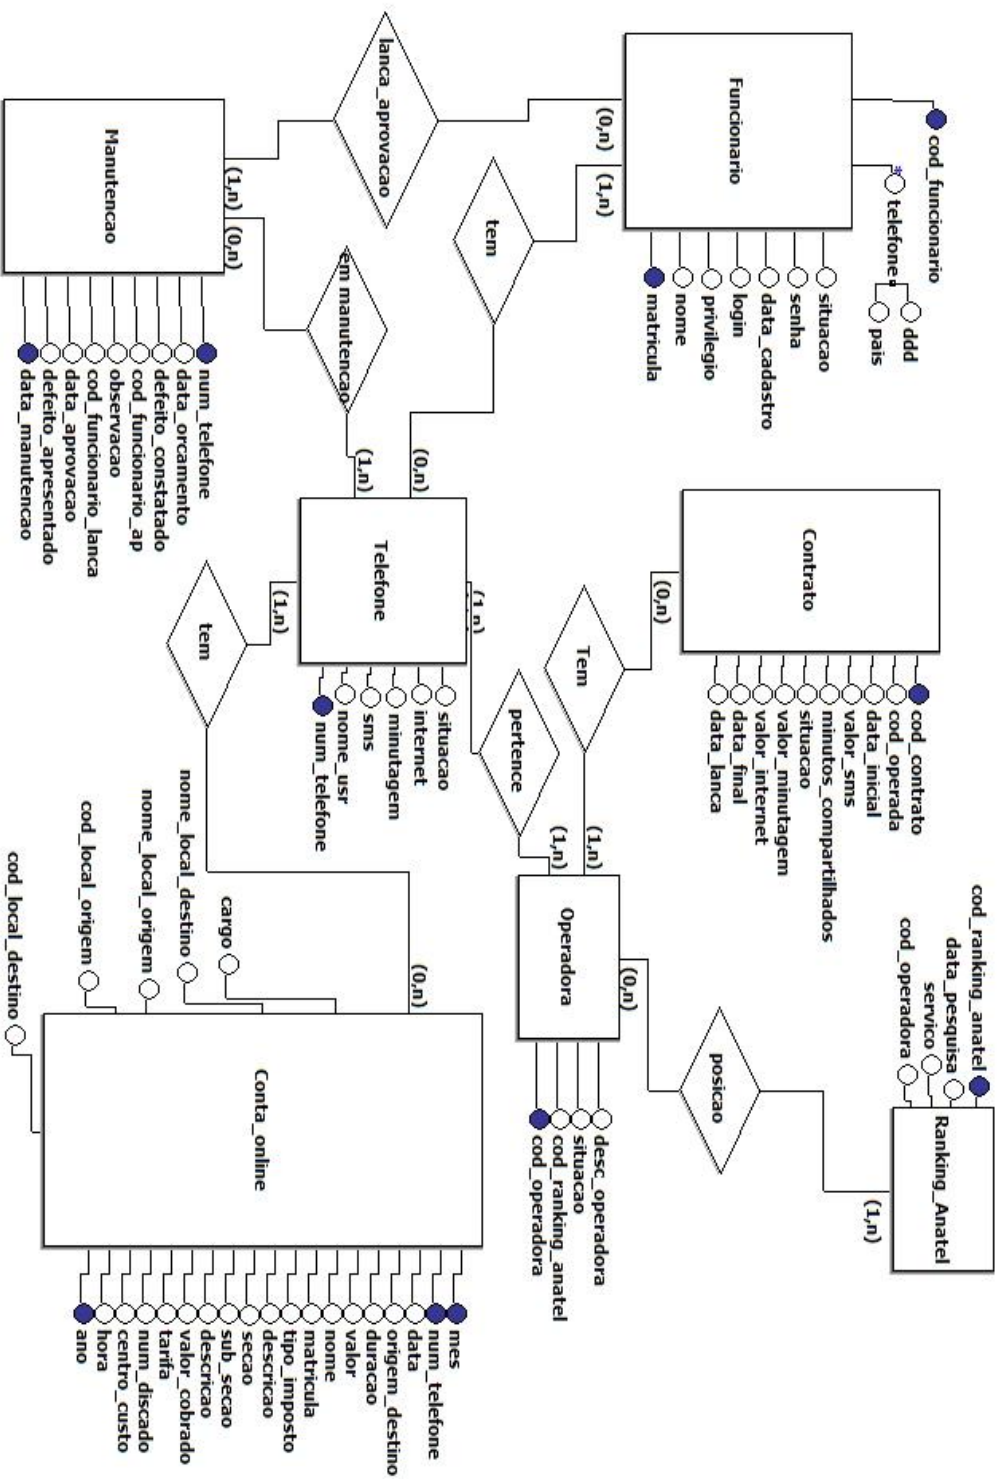 cod_funcionario
telefone
*
ddd
pais
Funcionario
situacao
senha
data_cadastro
login
privilegio
nome
matricula
(0,n)
(1,n)
lanca_aprovacao
tem
(1,n)
(0,n)
Manutencao
em manutencao
num_telefone
data_orcamento
defeito_constatado
cod_funcionario_ap
observacao
cod_funcionario_lanca
data_aprovacao
defeito_apresentado
data_manutencao
(0,n)
(1,n)
Telefone
(1,n)
(1,n)
situacao
internet
minutagem
sms
nome_usr
num_telefone
tem
Contrato
(0,n)
cod_contrato
cod_operada
data_inicial
valor_sms
minutos_compartilhados
situacao
valor_minutagem
valor_internet
data_final
data_lanca
Tem
pertence
(1,n)
(1,n)
Operadora
(0,n)
desc_operadora
situacao
cod_ranking_anatel
cod_operadora
posicao
cod_ranking_anatel
data_pesquisa
servico
cod_operadora
Ranking_Anatel
(1,n)
(0,n)
cargo
nome_local_destino
nome_local_origem
cod_local_origem
cod_local_destino
Conta_online
mes
num_telefone
data
origem_destino
duracao
valor
nome
matricula
tipo_imposto
descricao
secao
sub_secao
descricao
valor_cobrado
tarifa
num_discado
centro_custo
hora
ano